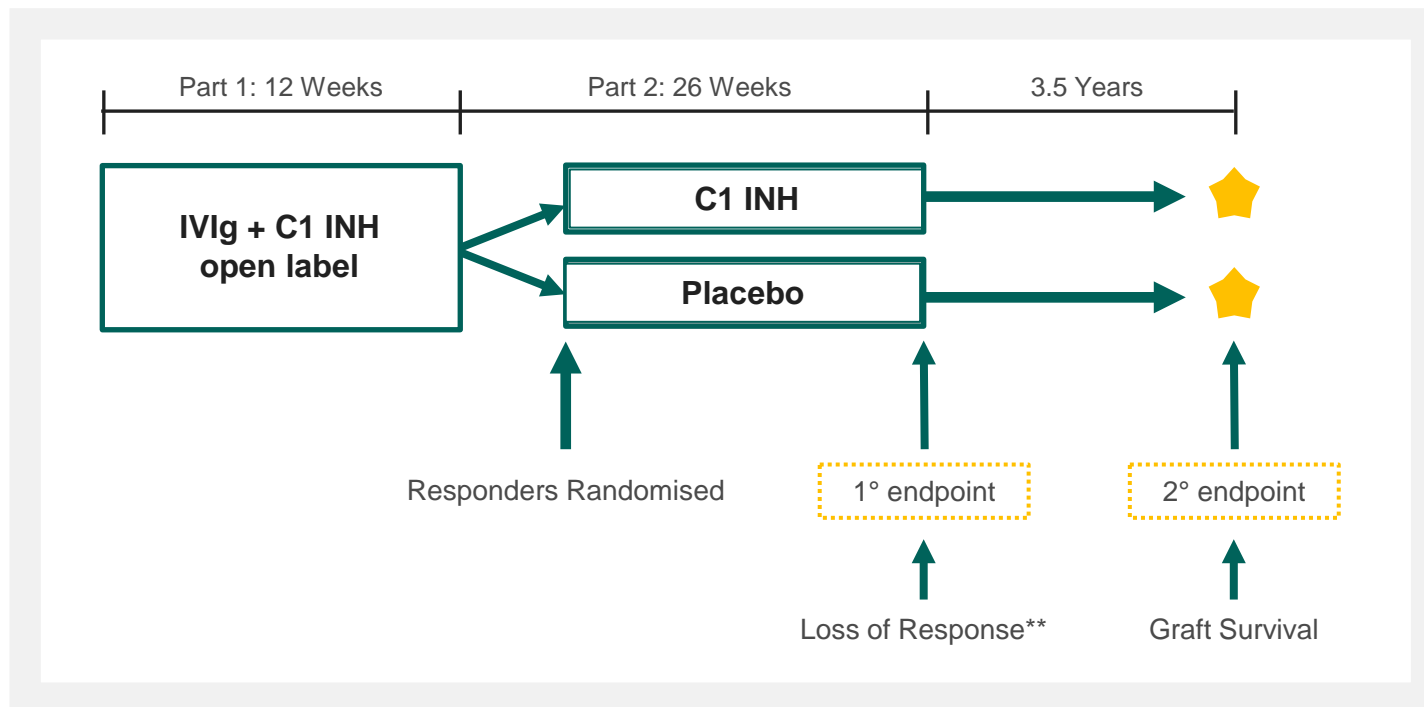 Part 1: 12 Weeks
Part 2: 26 Weeks
3.5 Years
IVIg + C1 INH
open label
C1 INH
Placebo
Responders Randomised
1° endpoint
2° endpoint
Loss of Response**
Graft Survival